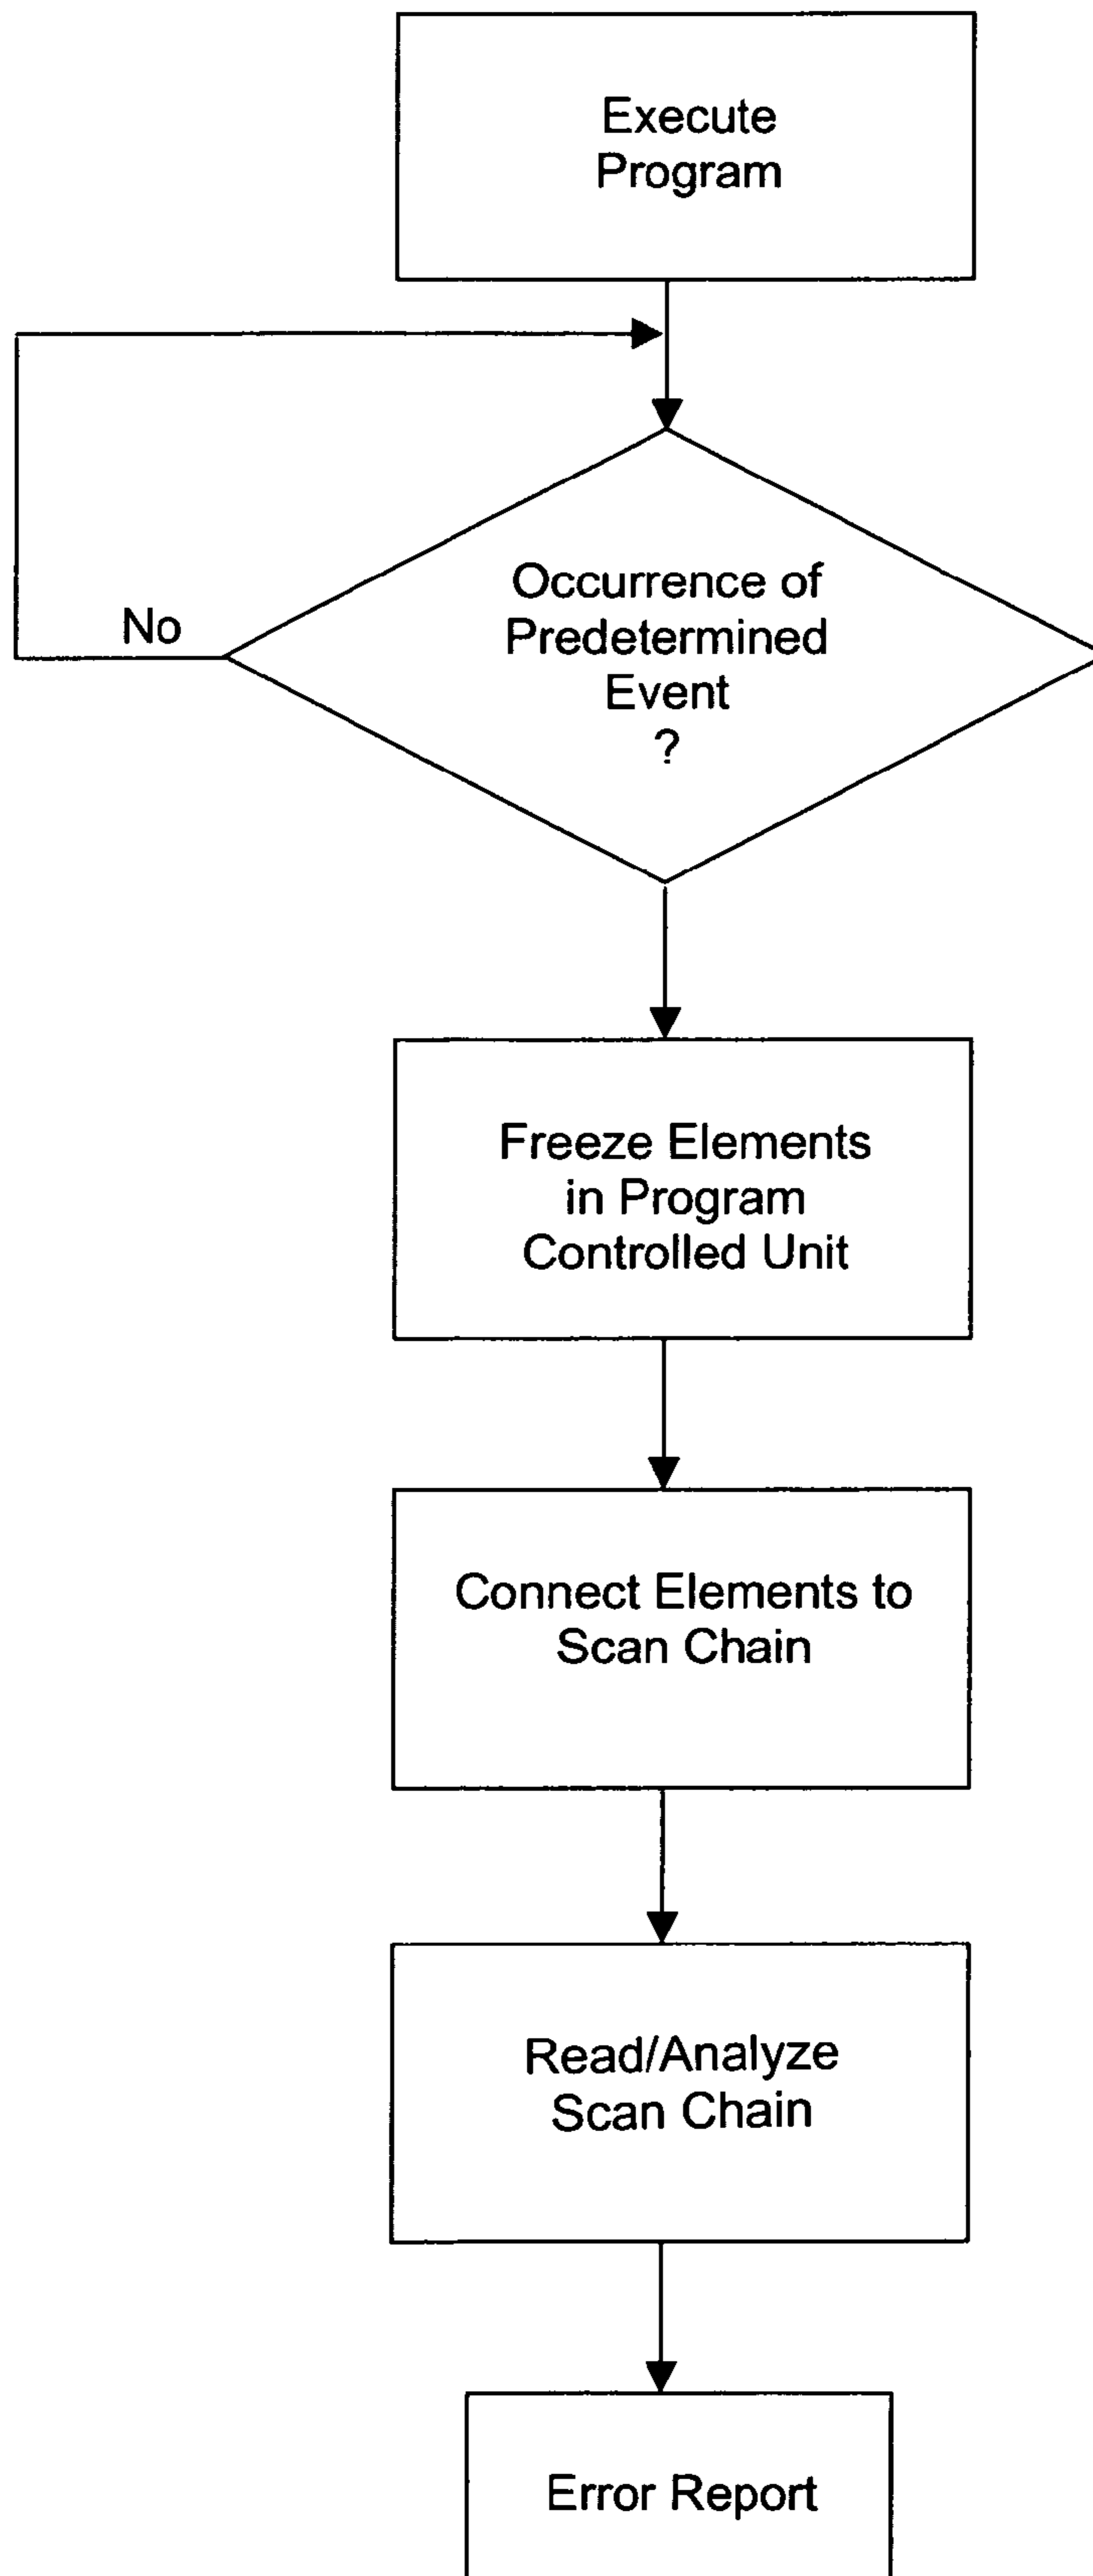 Execute
Program
No
Occurrence of
Predetermined
Event
?
Freeze Elements
in Program
Controlled Unit
Connect Elements to
Scan Chain
Read/Analyze
Scan Chain
Error Report